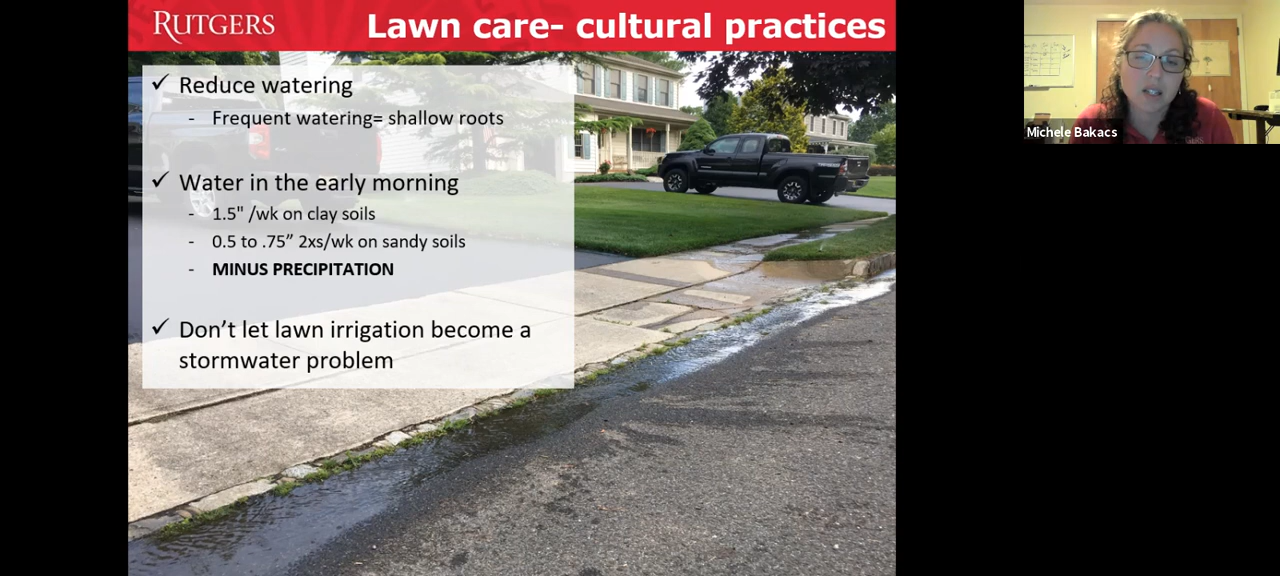 RUTGERS
Lawn care- cultural practices
✓ Reduce watering
- Frequent watering= shallow roots
✓ Water in the early morning
- 1.5" /wk on clay soils
- 0.5 to .75” 2xs/wk on sandy soils
- MINUS PRECIPITATION
✓ Don’t let lawn irrigation become a
stormwater problem
Michele Bakacs